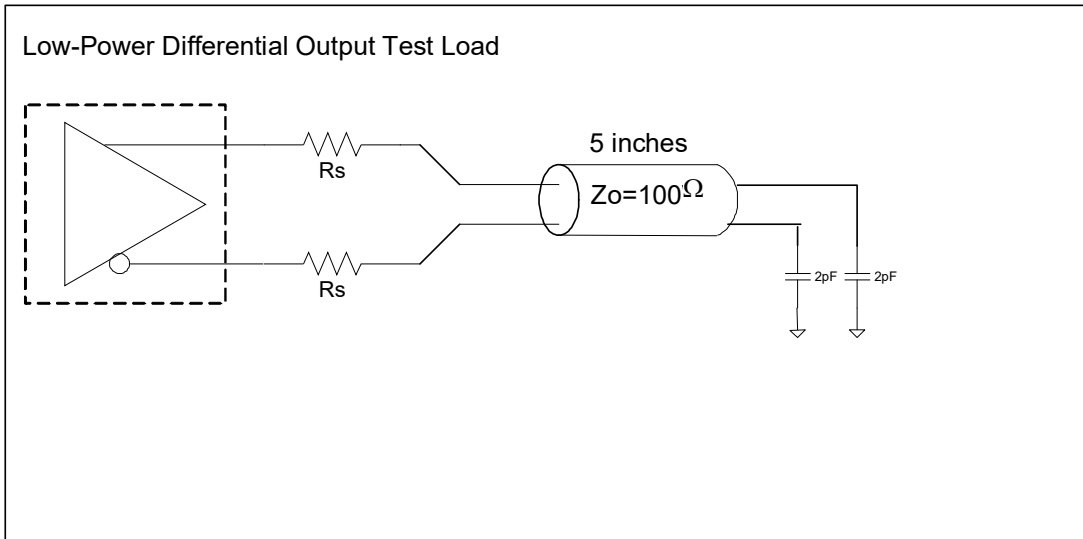 Low-Power Differential Output Test Load
Rs
5 inches
Zo=100Ω
Rs
2pF
2pF